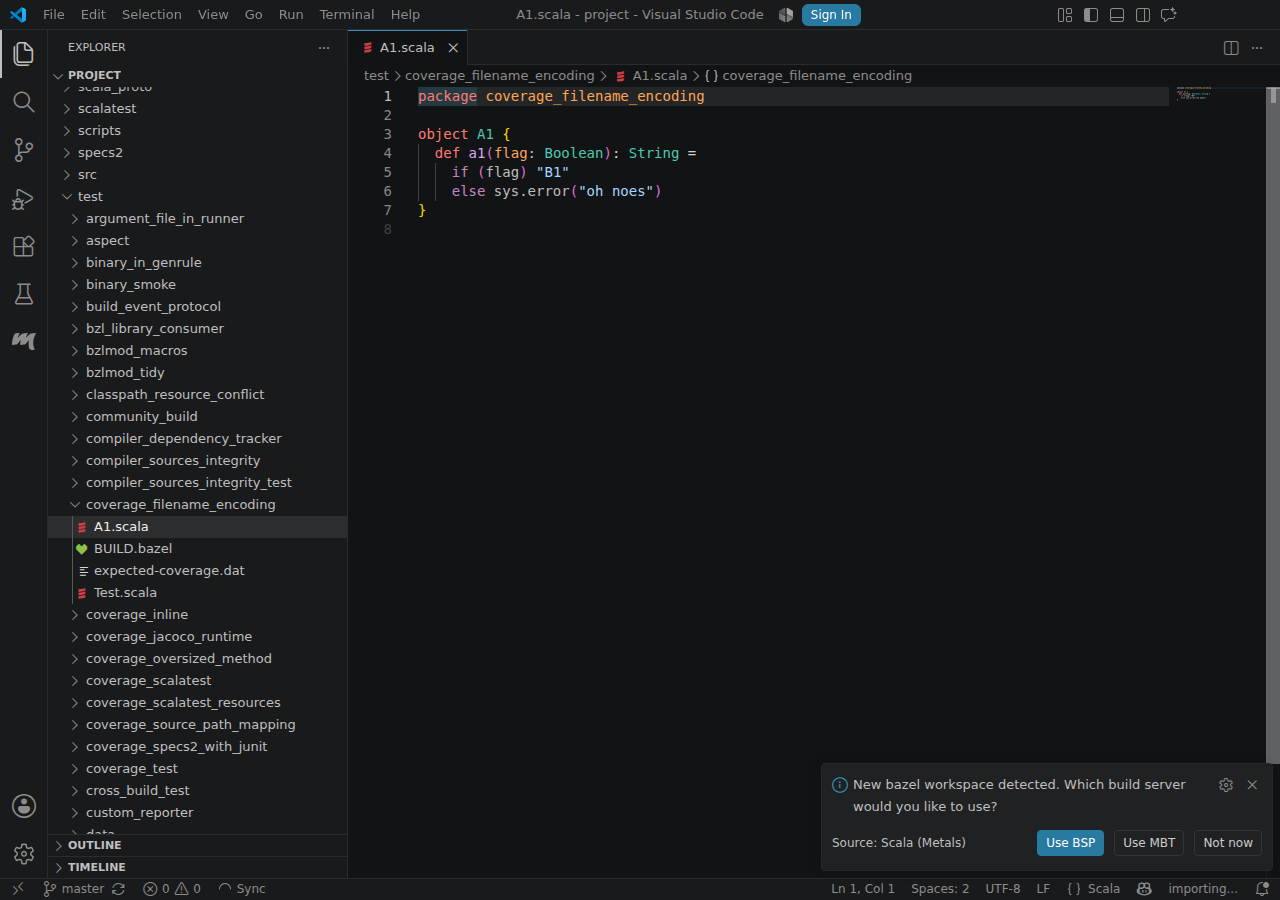 File Edit Selection View Go Run Terminal Help
A1.scala - project - Visual Studio Code
Sign In
EXPLORER
PROJECT
scala_proto
scalatest
scripts
specs2
src
test
argument_file_in_runner
aspect
binary_in_genrule
binary_smoke
build_event_protocol
bzl_library_consumer
bzlmod_macros
bzlmod_tidy
classpath_resource_conflict
community_build
compiler_dependency_tracker
compiler_sources_integrity
compiler_sources_integrity_test
coverage_filename_encoding
A1.scala
BUILD.bazel
expected-coverage.dat
Test.scala
coverage_inline
coverage_jacoco_runtime
coverage_oversized_method
coverage_scalatest
coverage_scalatest_resources
coverage_source_path_mapping
coverage_specs2_with_junit
coverage_test
cross_build_test
custom_reporter
data
OUTLINE
TIMELINE
A1.scala
test > coverage_filename_encoding > A1.scala > { } coverage_filename_encoding
1 package coverage_filename_encoding
2
3 object A1 {
4 def a1(flag: Boolean): String =
5 if (flag) "B1"
6 else sys.error("oh noes")
7 }
8
New bazel workspace detected. Which build server
would you like to use?
Source: Scala (Metals)
Use BSP
Use MBT
Not now
master 0 0 Sync
Ln 1, Col 1 Spaces: 2 UTF-8 LF { } Scala importing...